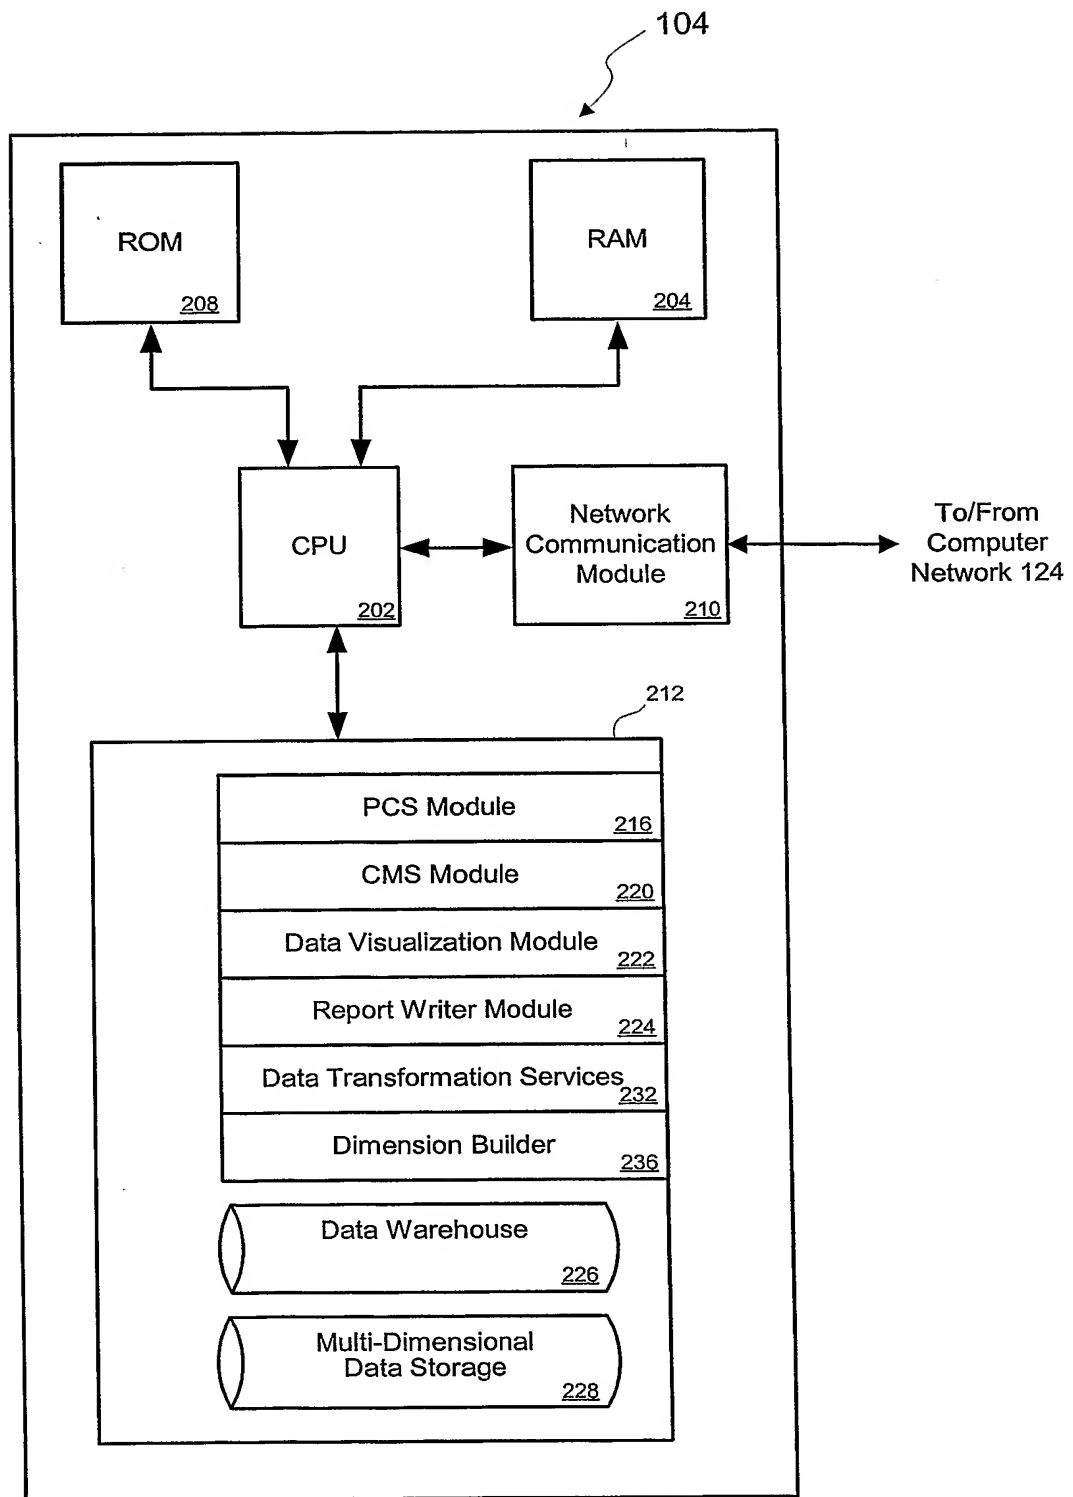 104
ROM
208
RAM
204
CPU
202
Network
Communication
Module
210
To/From
Computer
Network 124
212
PCS Module
216
CMS Module
220
Data Visualization Module
222
Report Writer Module
224
Data Transformation Services
232
Dimension Builder
236
Data Warehouse
226
Multi-Dimensional
Data Storage
228